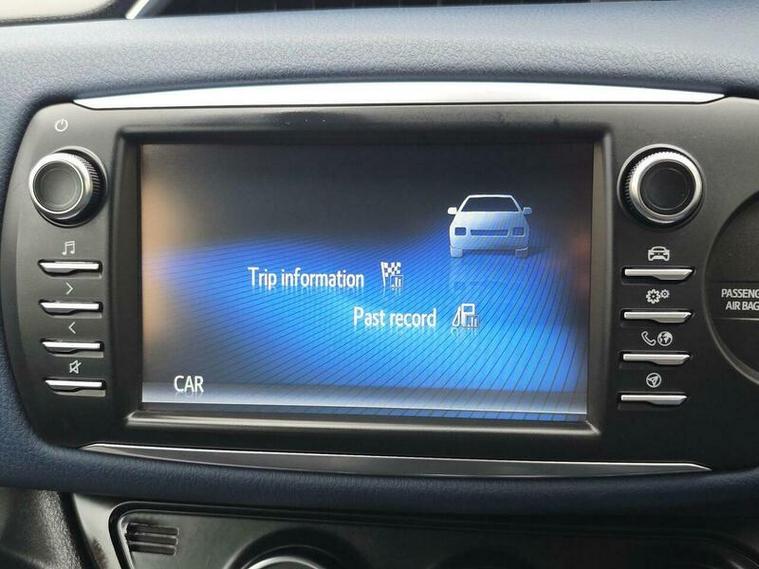 Trip information
Past record
CAR
PASSENG
AIR BAG